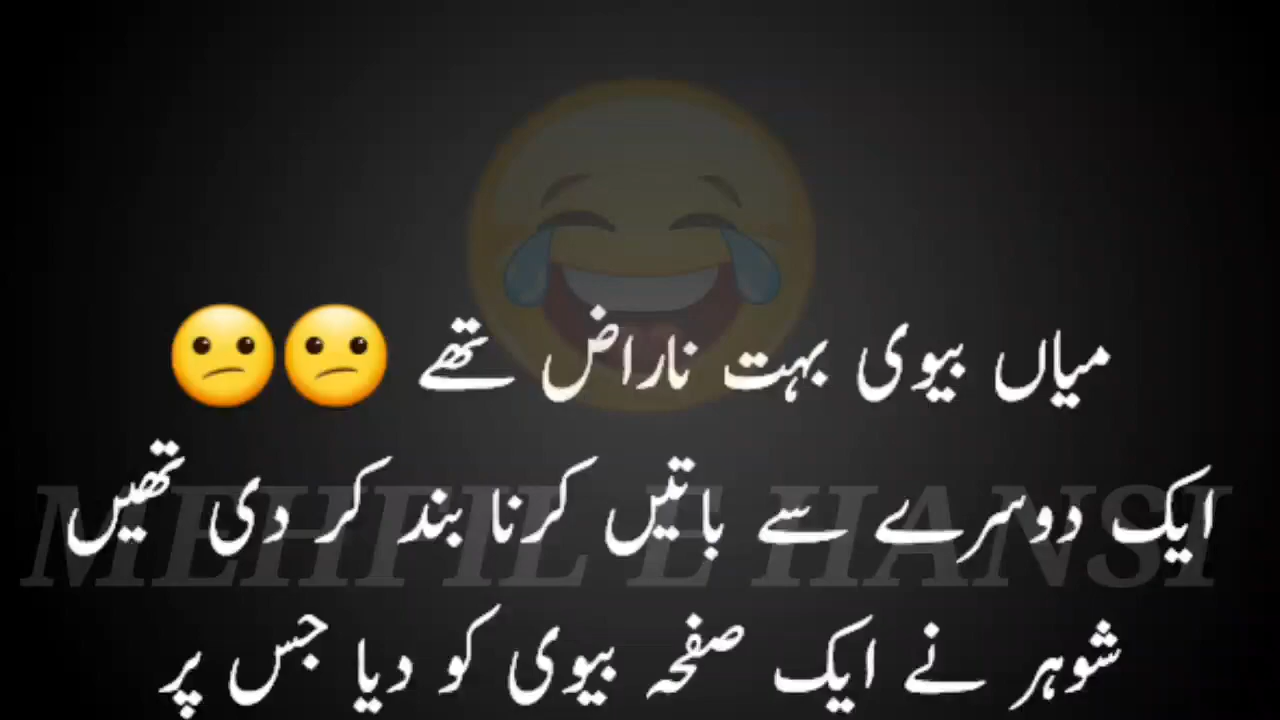 میاں بیوی بہت ناراض تھے 😕😕
ایک دوسرے سے باتیں کرنا بند کر دی تھیں
MEHFIL E HANSI
شوہر نے ایک صفحہ بیوی کو دیا جس پر